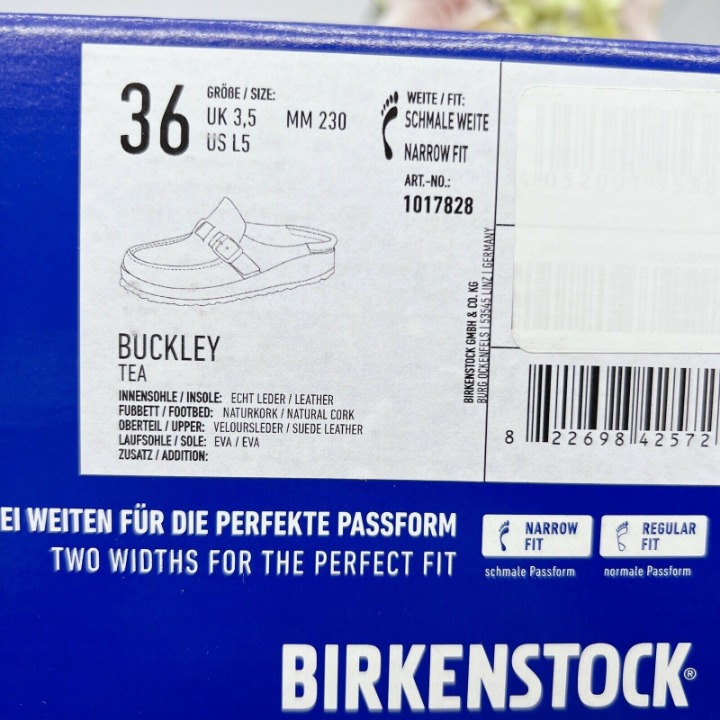 36
GRÖßE / SIZE:
UK 3,5 MM 230
US L5
WEITE / FIT:
SCHMALE WEITE
NARROW FIT
ART.-NO.:
1017828
BUCKLEY
TEA
INNENSOHLE / INSOLE: ECHT LEDER / LEATHER
FUßBETT / FOOTBED: NATURKORK / NATURAL CORK
OBERTEIL / UPPER: VELOURSLEDER / SUEDE LEATHER
LAUFSOHLE / SOLE: EVA / EVA
ZUSATZ / ADDITION:
BIRKENSTOCK GMBH & CO. KG
BURG OCKENFELS | 53545 LINZ | GERMANY
8 22698 42572
EI WEITEN FÜR DIE PERFEKTE PASSFORM
TWO WIDTHS FOR THE PERFECT FIT
NARROW FIT
schmale Passform
REGULAR FIT
normale Passform
BIRKENSTOCK®